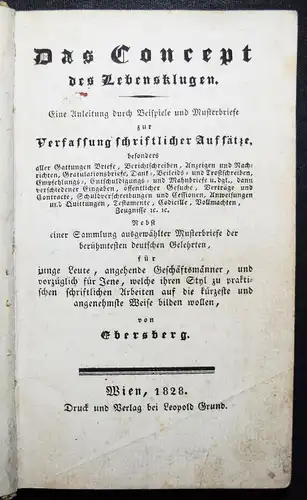 Das Concept
des Lebensklugen.
Eine Anleitung durch Beispiele und Musterbriefe
zur
Verfassung schriftlicher Aufsätze,
besonders
aller Gattungen Briefe, Berichtschreiben, Anzeigen und Nach-
richten, Gratulationsbriefe, Dank-, Beileids- und Trostschreiben,
Empfehlungs-, Entschuldigungs- und Mahnbriefe u. dgl., dann
verschiedener Eingaben, öffentlicher Gesuche, Verträge und
Contracte, Schuldverschreibungen und Cessionen, Anweisungen
und Quittungen, Testamente, Codicille, Vollmachten,
Zeugnisse ꝛc. ꝛc.
Nebst
einer Sammlung ausgewählter Musterbriefe der
berühmtesten deutschen Gelehrten,
für
junge Leute, angehende Geschäftsmänner, und
vorzüglich für Jene, welche ihren Styl zu prakti-
schen schriftlichen Arbeiten auf die kürzeste und
angenehmste Weise bilden wollen,
von
Ebersberg.
Wien, 1828.
Druck und Verlag bei Leopold Grund.